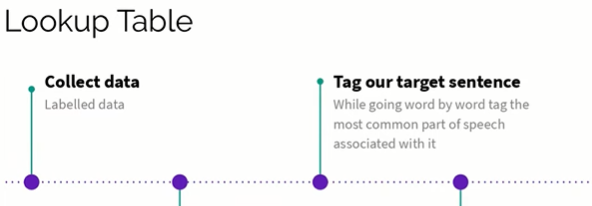 Lookup Table
Collect data
Labelled data
Tag our target sentence
While going word by word tag the
most common part of speech
associated with it